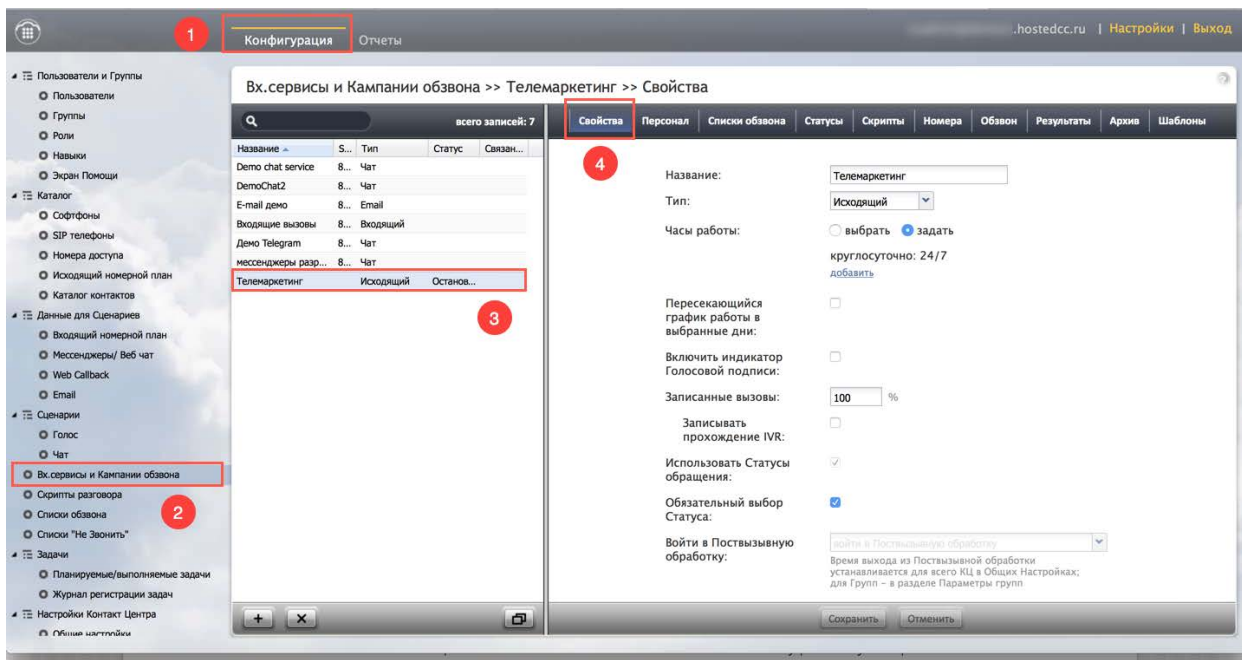 1
Конфигурация Отчеты
.hostedcc.ru | Настройки | Выход
Пользователи и Группы
Пользователи
Группы
Роли
Навыки
Экран Помощи
Каталог
Софтфоны
SIP телефоны
Номера доступа
Исходящий номерной план
Каталог контактов
Данные для Сценариев
Входящий номерной план
Мессенджеры/ Веб чат
Web Callback
Email
Сценарии
Голос
Чат
Вх.сервисы и Кампании обзвона
Скрипты разговора
2
Списки обзвона
Списки "Не Звонить"
Задачи
Планируемые/выполняемые задачи
Журнал регистрации задач
Настройки Контакт Центра
Общие настройки
Вх.сервисы и Кампании обзвона >> Телемаркетинг >> Свойства
всего записей: 7
Название S... Тип Статус Связан...
Demo chat service 8... Чат
DemoChat2 8... Чат
E-mail демо 8... Email
Входящие вызовы 8... Входящий
Демо Telegram 8... Чат
мессенджеры разр... 8... Чат
Телемаркетинг Исходящий Останов...
3
Свойства Персонал Списки обзвона Статусы Скрипты Номера Обзвон Результаты Архив Шаблоны
4
Название: Телемаркетинг
Тип: Исходящий
Часы работы: выбрать задать
круглосуточно: 24/7
добавить
Пересекающийся
график работы в
выбранные дни:
Включить индикатор
Голосовой подписи:
Записанные вызовы: 100 %
Записывать
прохождение IVR:
Использовать Статусы
обращения:
Обязательный выбор
Статуса:
Войти в Поствызывную
обработку:
войти в Поствызывную обработку
Время выхода из Поствызывной обработки
устанавливается для всего КЦ в Общих Настройках;
для Групп - в разделе Параметры групп
Сохранить Отменить